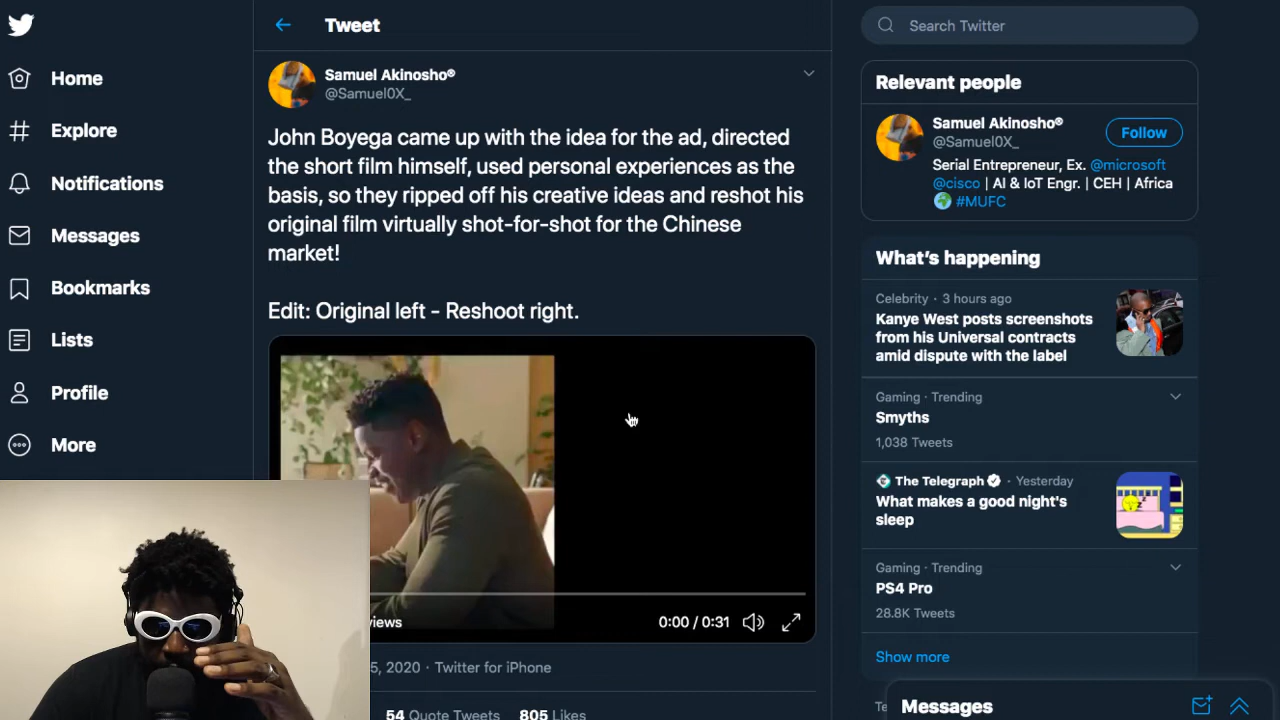 Home
Explore
Notifications
Messages
Bookmarks
Lists
Profile
More
Tweet
Samuel Akinosho®
@Samuel0X_
John Boyega came up with the idea for the ad, directed
the short film himself, used personal experiences as the
basis, so they ripped off his creative ideas and reshot his
original film virtually shot-for-shot for the Chinese
market!
Edit: Original left - Reshoot right.
views
0:00 / 0:31
5, 2020 · Twitter for iPhone
54 Quote Tweets 805 Likes
Search Twitter
Relevant people
Samuel Akinosho®
@Samuel0X_
Follow
Serial Entrepreneur, Ex. @microsoft
@cisco | AI & IoT Engr. | CEH | Africa
#MUFC
What's happening
Celebrity · 3 hours ago
Kanye West posts screenshots
from his Universal contracts
amid dispute with the label
Gaming · Trending
Smyths
1,038 Tweets
The Telegraph · Yesterday
What makes a good night's
sleep
Gaming · Trending
PS4 Pro
28.8K Tweets
Show more
Te
Messages